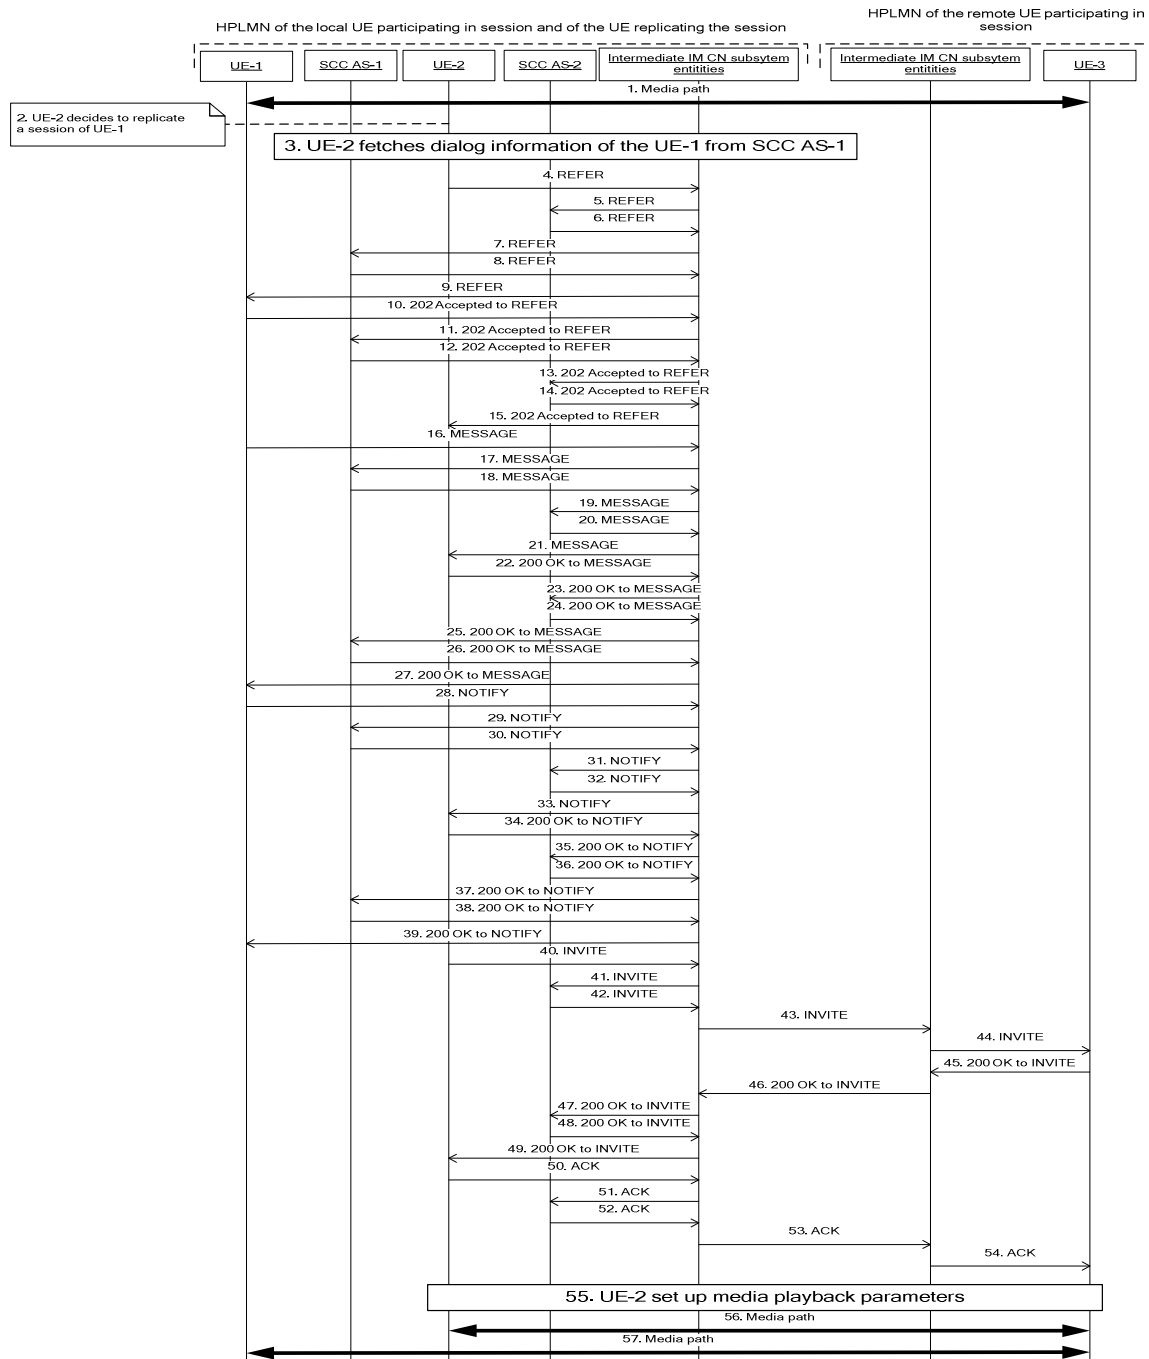 HPLMN of the local UE participating in session and of the UE replicating the session
HPLMN of the remote UE participating in
session
UE-1
SCC AS-1
UE-2
SCC AS-2
Intermediate IM CN subsytem
entitities
Intermediate IM CN subsytem
entitities
UE-3
1. Media path
2. UE-2 decides to replicate
a session of UE-1
3. UE-2 fetches dialog information of the UE-1 from SCC AS-1
4. REFER
5. REFER
6. REFER
7. REFER
8. REFER
9. REFER
10. 202 Accepted to REFER
11. 202 Accepted to REFER
12. 202 Accepted to REFER
13. 202 Accepted to REFER
14. 202 Accepted to REFER
15. 202 Accepted to REFER
16. MESSAGE
17. MESSAGE
18. MESSAGE
19. MESSAGE
20. MESSAGE
21. MESSAGE
22. 200 OK to MESSAGE
23. 200 OK to MESSAGE
24. 200 OK to MESSAGE
25. 200 OK to MESSAGE
26. 200 OK to MESSAGE
27. 200 OK to MESSAGE
28. NOTIFY
29. NOTIFY
30. NOTIFY
31. NOTIFY
32. NOTIFY
33. NOTIFY
34. 200 OK to NOTIFY
35. 200 OK to NOTIFY
36. 200 OK to NOTIFY
37. 200 OK to NOTIFY
38. 200 OK to NOTIFY
39. 200 OK to NOTIFY
40. INVITE
41. INVITE
42. INVITE
43. INVITE
44. INVITE
45. 200 OK to INVITE
46. 200 OK to INVITE
47. 200 OK to INVITE
48. 200 OK to INVITE
49. 200 OK to INVITE
50. ACK
51. ACK
52. ACK
53. ACK
54. ACK
55. UE-2 set up media playback parameters
56. Media path
57. Media path